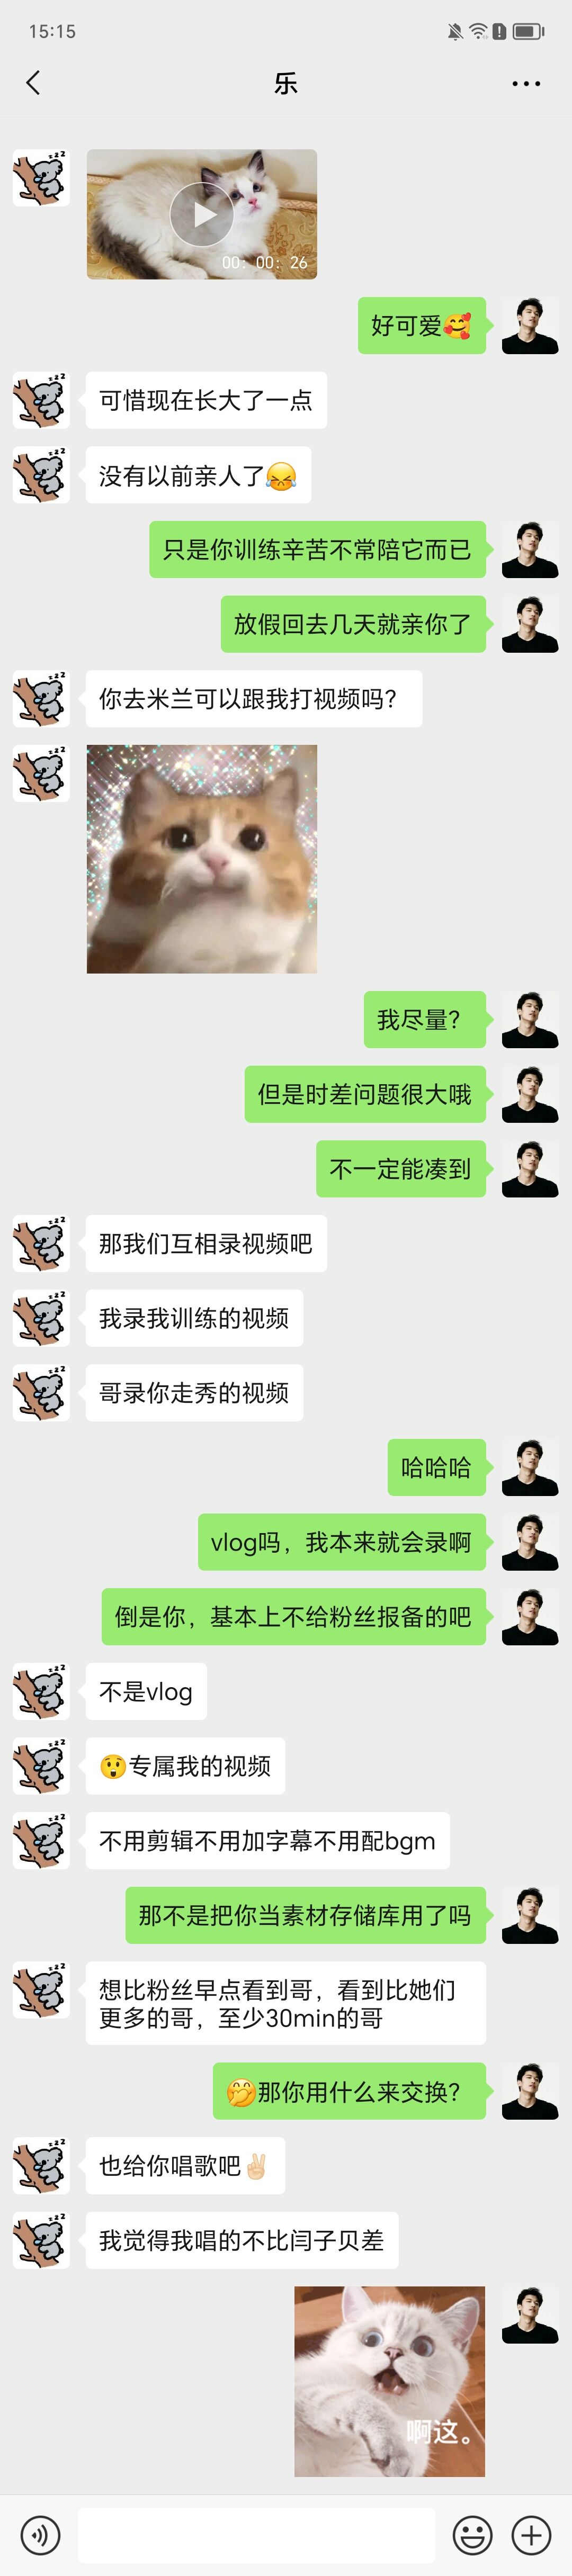 15:15
乐
00:00:26
好可爱🥰
可惜现在长大了一点
没有以前亲人了😹
只是你训练辛苦不常陪它而已
放假回去几天就亲你了
你去米兰可以跟我打视频吗？
我尽量？
但是时差问题很大哦
不一定能凑到
那我们互相录视频吧
我录我训练的视频
哥录你走秀的视频
哈哈哈
vlog吗，我本来就会录啊
倒是你，基本上不给粉丝报备的吧
不是vlog
😲专属我的视频
不用剪辑不用加字幕不用配bgm
那不是把你当素材存储库用了吗
想比粉丝早点看到哥，看到比她们
更多的哥，至少30min的哥
🤭那你用什么来交换？
也给你唱歌吧✌🏻
我觉得我唱的不比闫子贝差
啊这。